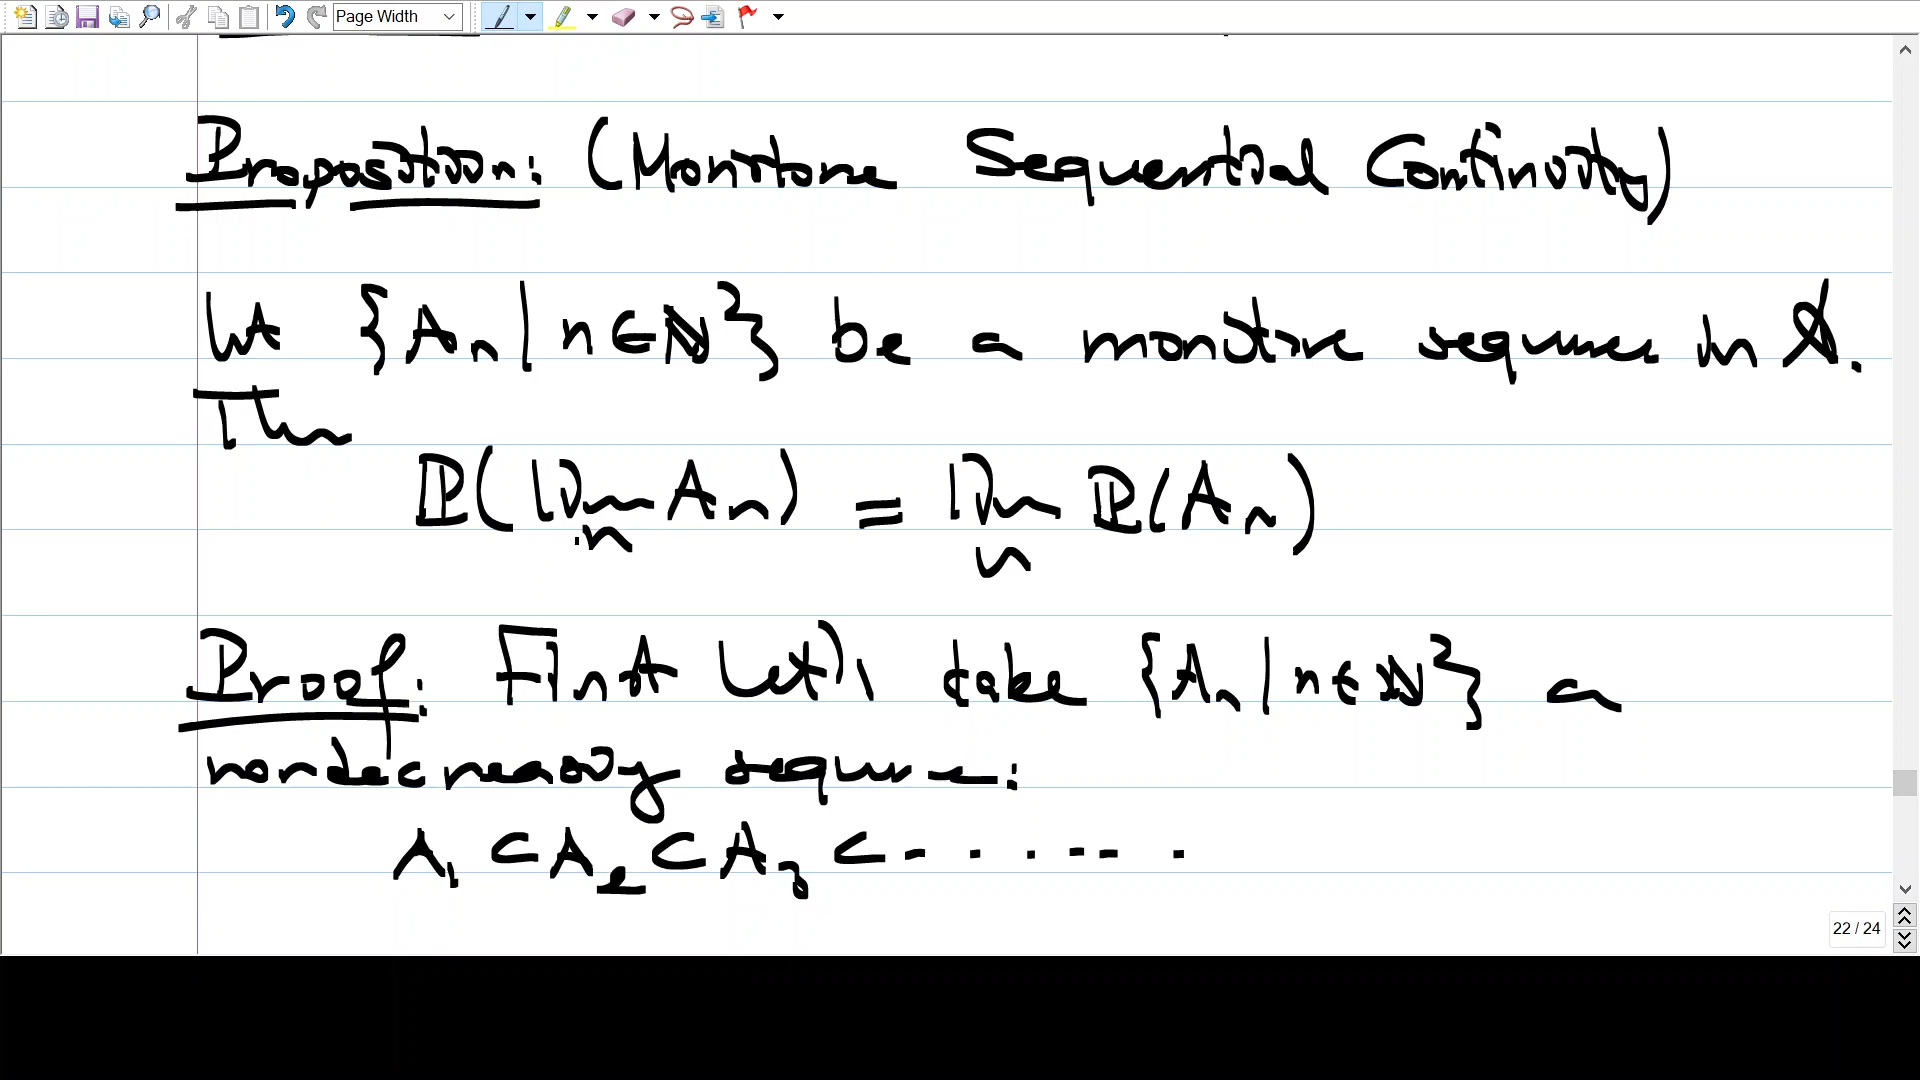 Page Width
Proposition: (Monotone Sequential Continuity)
Let {Aₙ | n ∈ ℕ} be a monotone sequence in 𝒜.
Then
ℙ(lim Aₙ) = lim ℙ(Aₙ)
n n
Proof: First let's take {Aₙ | n ∈ ℕ} a
nondecreasing sequence:
A₁ ⊂ A₂ ⊂ A₃ ⊂ - . . . - - .
22 / 24